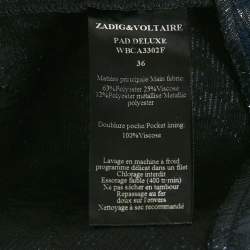 ZADIG&VOLTAIRE
PAD DELUXE
WBCA3302F
36
Matière principale Main fabric:
63%Polyester 25%Viscose
12%Polyester métallisé Metallic
polyester
Doublure poche Pocket lining:
100%Viscose
Lavage en machine à froid
programme délicat dans un filet
Chlorage interdit
Essorage faible (400 tr-min)
Ne pas sécher en tambour
Repassage au fer
doux sur l'envers
Nettoyage à sec recommandé